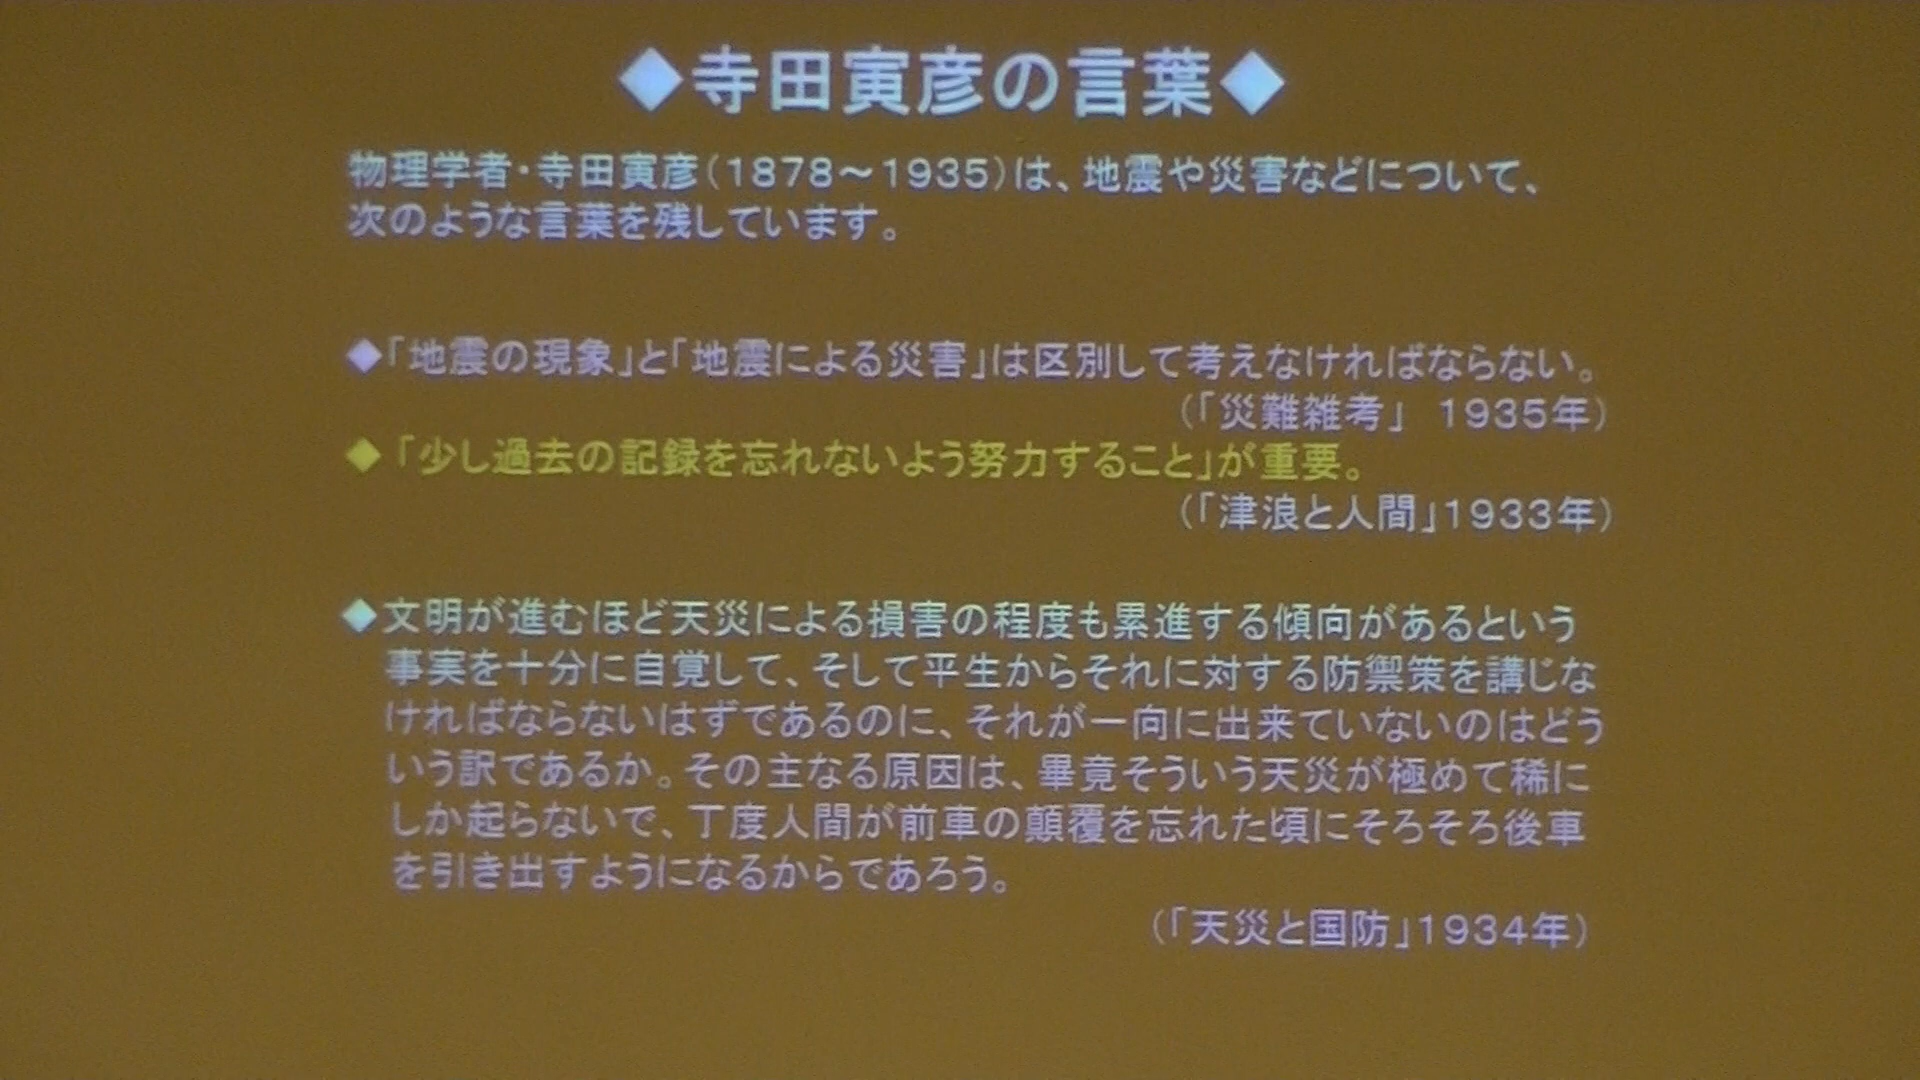 ◆寺田寅彦の言葉◆
物理学者・寺田寅彦（1878～1935）は、地震や災害などについて、
次のような言葉を残しています。
◆「地震の現象」と「地震による災害」は区別して考えなければならない。
（「災難雑考」 1935年）
◆「少し過去の記録を忘れないよう努力すること」が重要。
（「津浪と人間」1933年）
◆文明が進むほど天災による損害の程度も累進する傾向があるという
事実を十分に自覚して、そして平生からそれに対する防禦策を講じな
ければならないはずであるのに、それが一向に出来ていないのはどう
いう訳であるか。その主なる原因は、畢竟そういう天災が極めて稀に
しか起らないで、丁度人間が前車の顛覆を忘れた頃にそろそろ後車
を引き出すようになるからであろう。
（「天災と国防」1934年）